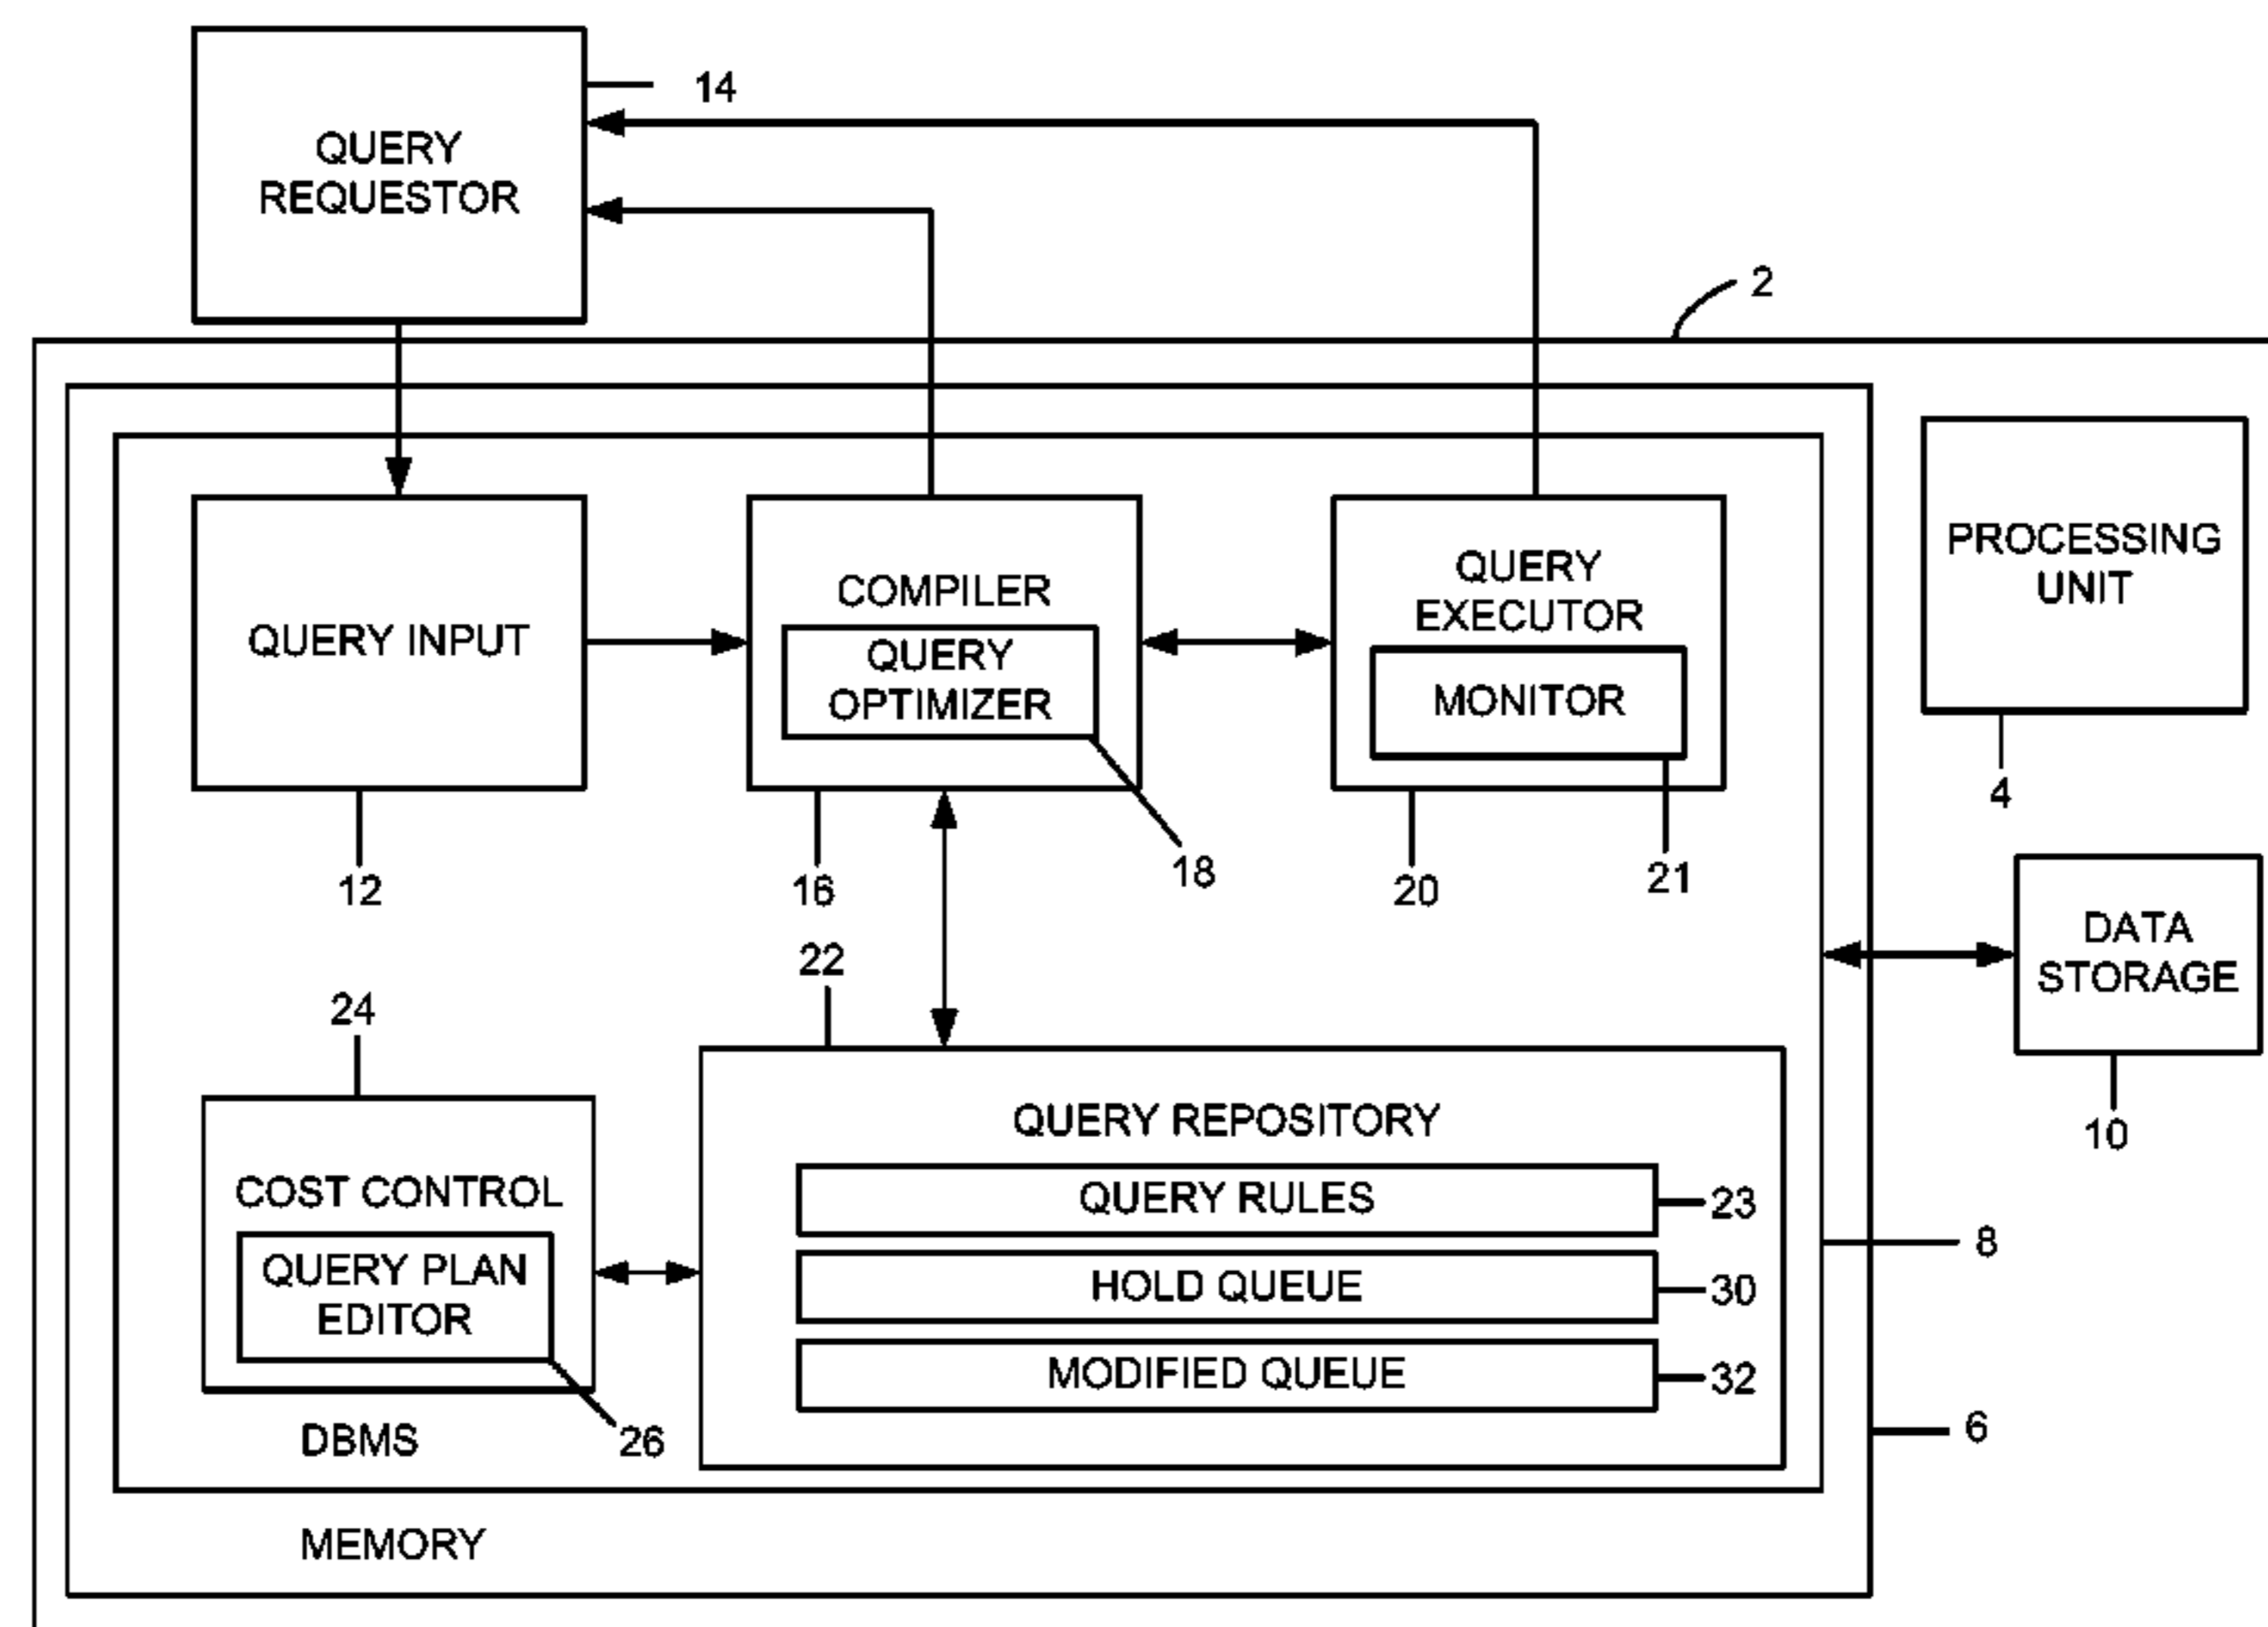 14
QUERY
REQUESTOR
2
PROCESSING
UNIT
4
QUERY INPUT
12
COMPILER
QUERY
OPTIMIZER
16
18
QUERY
EXECUTOR
MONITOR
20
21
DATA
STORAGE
10
22
24
COST CONTROL
QUERY PLAN
EDITOR
26
QUERY REPOSITORY
QUERY RULES
23
HOLD QUEUE
30
MODIFIED QUEUE
32
8
6
DBMS
MEMORY